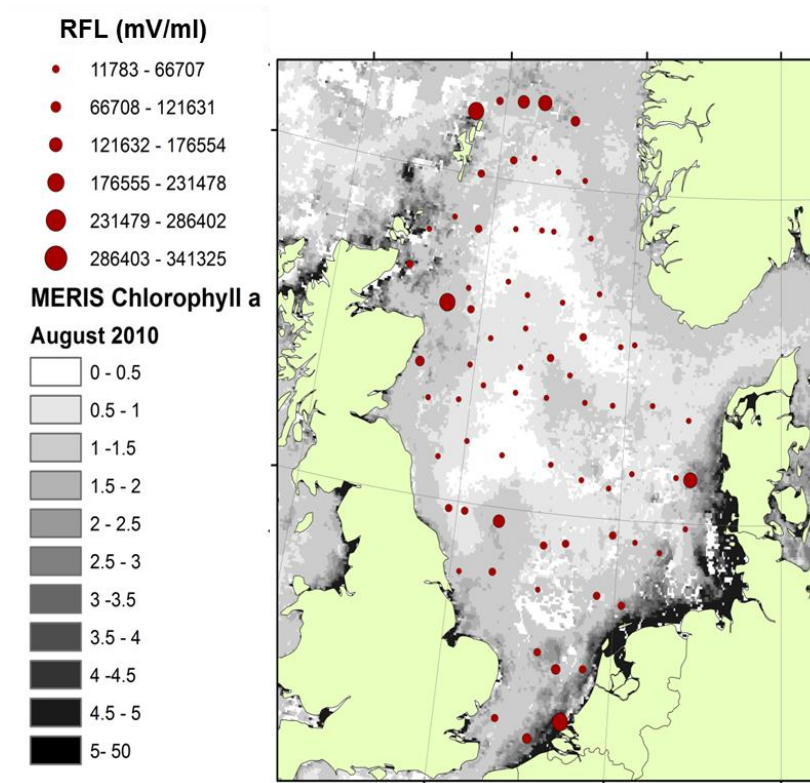 RFL (mV/ml)
11783 - 66707
66708 - 121631
121632 - 176554
176555 - 231478
231479 - 286402
286403 - 341325
MERIS Chlorophyll a
August 2010
0 - 0.5
0.5 - 1
1 -1.5
1.5 - 2
2 - 2.5
2.5 - 3
3 -3.5
3.5 - 4
4 -4.5
4.5 - 5
5- 50